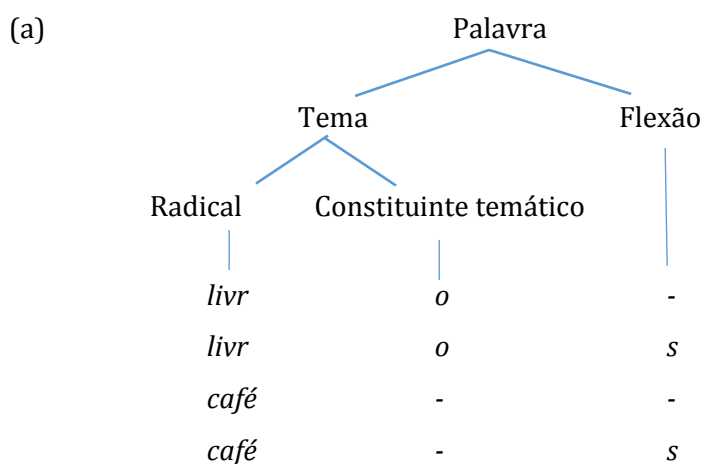 (a) Palavra
Tema Flexão
Radical Constituinte temático
livr o -
livr o s
café - -
café - s